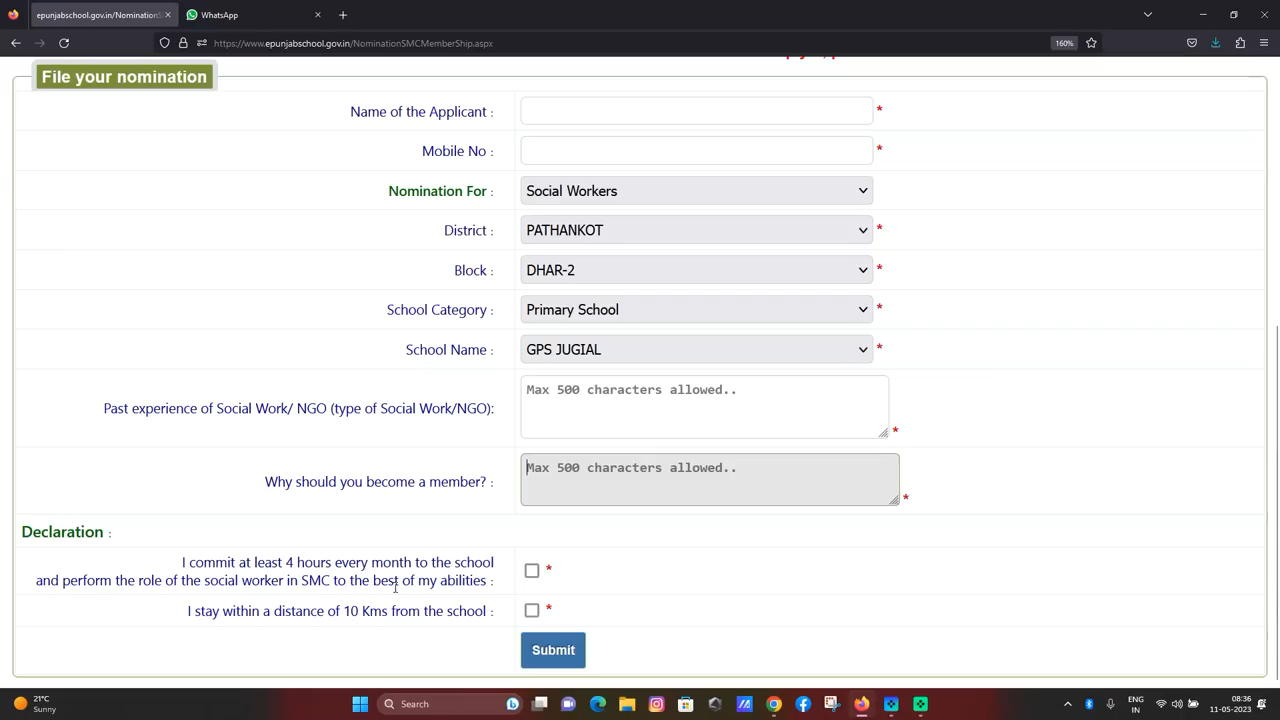 epunjabschool.gov.in/Nomination
WhatsApp
https://www.epunjabschool.gov.in/NominationSMCMemberShip.aspx
160%
File your nomination
Name of the Applicant :
*
Mobile No :
*
Nomination For :
Social Workers
District :
PATHANKOT
*
Block :
DHAR-2
*
School Category :
Primary School
*
School Name :
GPS JUGIAL
*
Past experience of Social Work/ NGO (type of Social Work/NGO):
Max 500 characters allowed..
*
Why should you become a member? :
Max 500 characters allowed..
*
Declaration :
I commit at least 4 hours every month to the school
and perform the role of the social worker in SMC to the best of my abilities :
*
I stay within a distance of 10 Kms from the school :
*
Submit
21°C
Sunny
Search
ENG
IN
08:36
11-05-2023